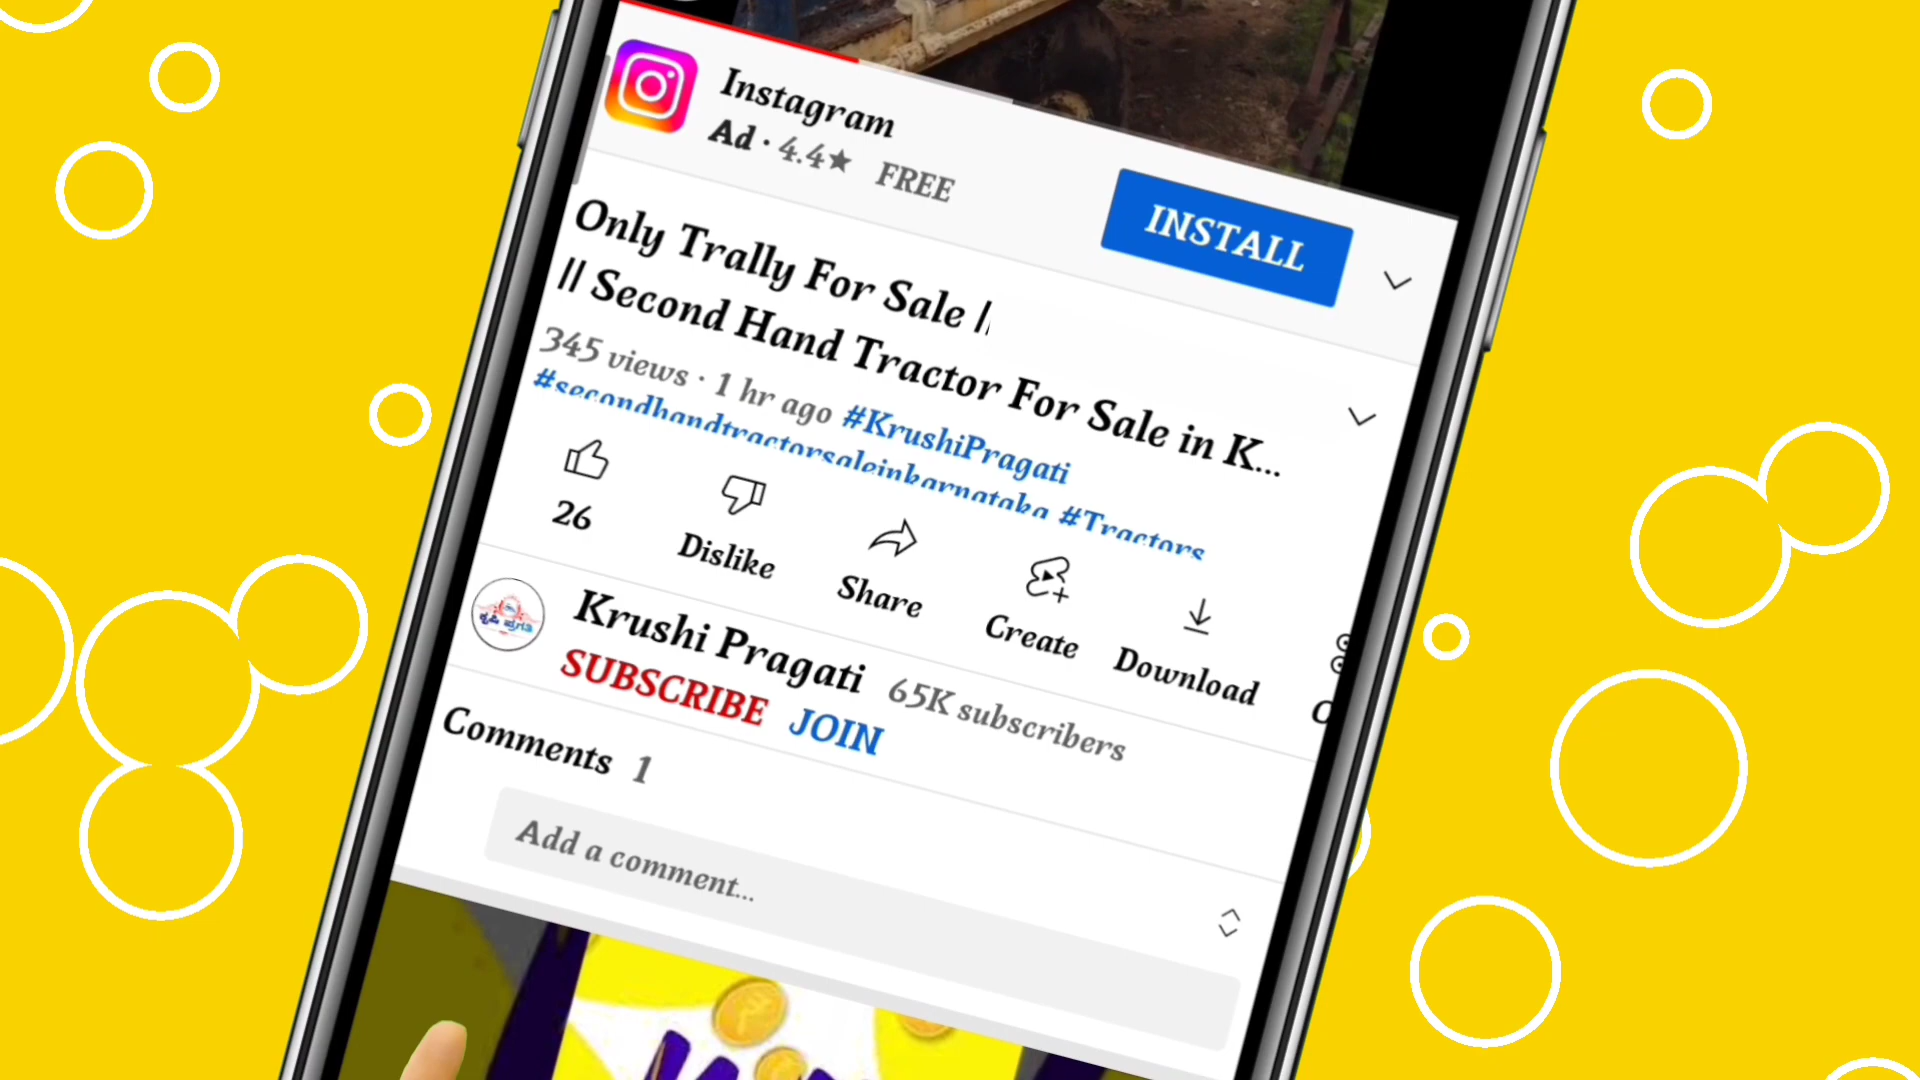 Instagram
Ad · 4.4★ FREE
INSTALL
Only Trally For Sale ||
|| Second Hand Tractor For Sale in K...
345 views · 1 hr ago #KrushiPragati
#secondhandtractorsaleinkarnataka #Tractors
26
Dislike
Share
Create
Download
ಕೃಷಿ ಪ್ರಗತಿ
Krushi Pragati 65K subscribers
SUBSCRIBE JOIN
Comments 1
Add a comment...